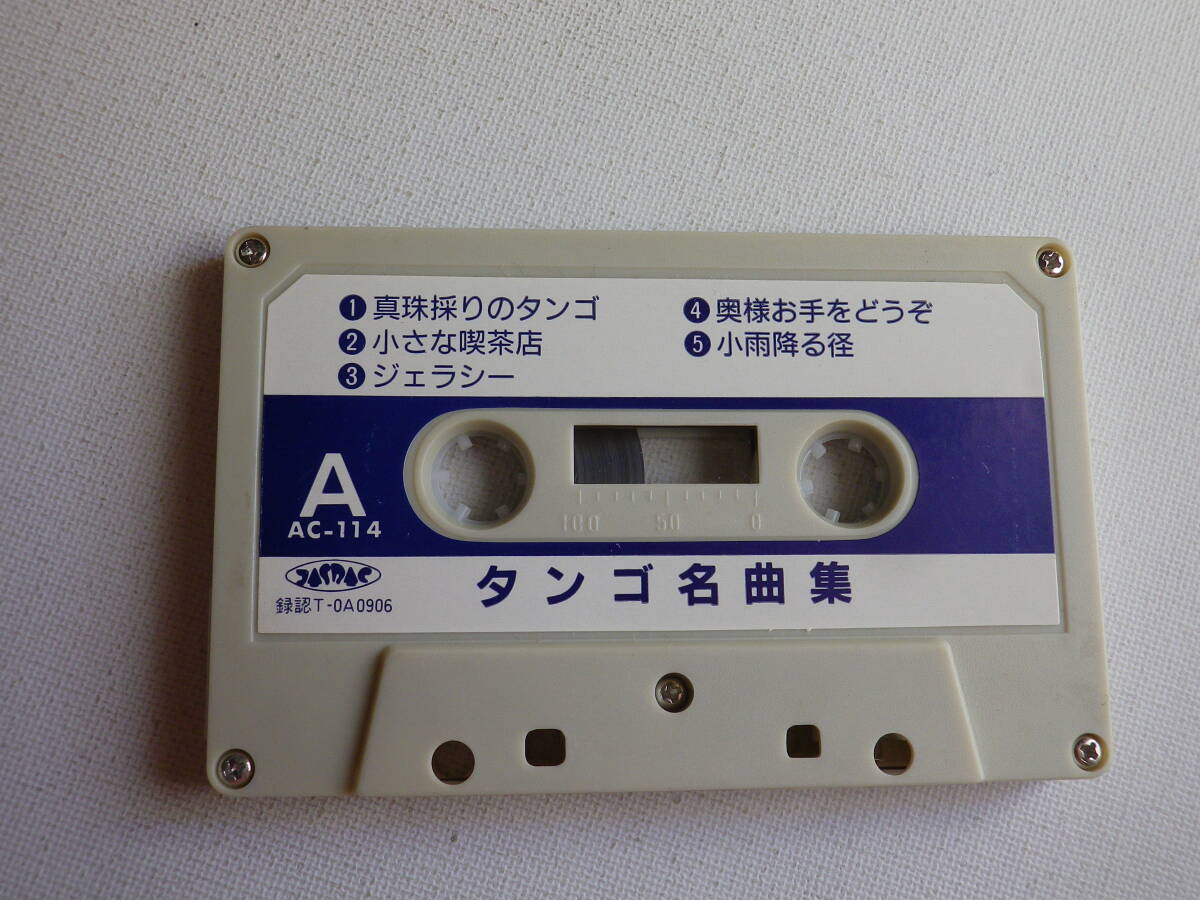 ❶ 真珠採りのタンゴ
❷ 小さな喫茶店
❸ ジェラシー
❹ 奥様お手をどうぞ
❺ 小雨降る径
A
AC-114
100 50 0
JASRAC
録認T-0A0906
タンゴ名曲集